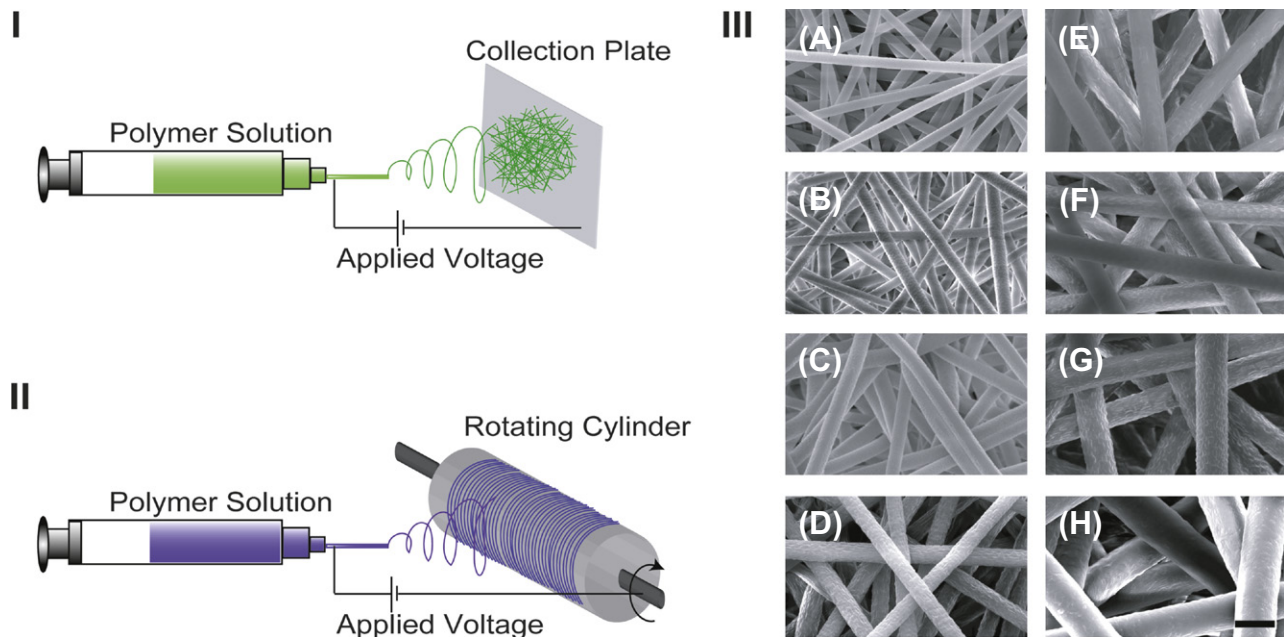 I
Collection Plate
Polymer Solution
Applied Voltage
II
Rotating Cylinder
Polymer Solution
Applied Voltage
III
(A)
(E)
(B)
(F)
(C)
(G)
(D)
(H)